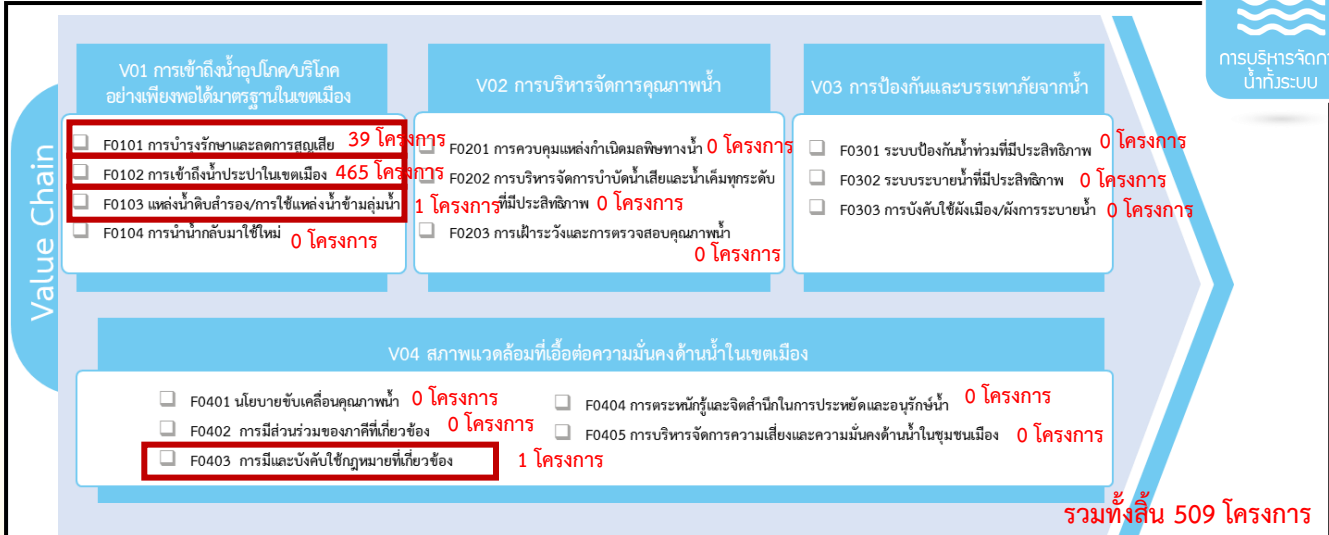 การบริหารจัดกา
น้ำทั้งระบบ
Value Chain
V01 การเข้าถึงน้ำอุปโภค/บริโภค
อย่างเพียงพอได้มาตรฐานในเขตเมือง
F0101 การบำรุงรักษาและลดการสูญเสีย 39 โครงการ
F0102 การเข้าถึงน้ำประปาในเขตเมือง 465 โครงการ
F0103 แหล่งน้ำดิบสำรอง/การใช้แหล่งน้ำข้ามลุ่มน้ำ 1 โครงการ
F0104 การนำน้ำกลับมาใช้ใหม่ 0 โครงการ
V02 การบริหารจัดการคุณภาพน้ำ
F0201 การควบคุมแหล่งกำเนิดมลพิษทางน้ำ 0 โครงการ
F0202 การบริหารจัดการบำบัดน้ำเสียและน้ำเค็มทุกระดับ
ที่มีประสิทธิภาพ 0 โครงการ
F0203 การเฝ้าระวังและการตรวจสอบคุณภาพน้ำ
0 โครงการ
V03 การป้องกันและบรรเทาภัยจากน้ำ
F0301 ระบบป้องกันน้ำท่วมที่มีประสิทธิภาพ 0 โครงการ
F0302 ระบบระบายน้ำที่มีประสิทธิภาพ 0 โครงการ
F0303 การบังคับใช้ผังเมือง/ผังการระบายน้ำ 0 โครงการ
V04 สภาพแวดล้อมที่เอื้อต่อความมั่นคงด้านน้ำในเขตเมือง
F0401 นโยบายขับเคลื่อนคุณภาพน้ำ 0 โครงการ
F0402 การมีส่วนร่วมของภาคีที่เกี่ยวข้อง 0 โครงการ
F0403 การมีและบังคับใช้กฎหมายที่เกี่ยวข้อง 1 โครงการ
F0404 การตระหนักรู้และจิตสำนึกในการประหยัดและอนุรักษ์น้ำ 0 โครงการ
F0405 การบริหารจัดการความเสี่ยงและความมั่นคงด้านน้ำในชุมชนเมือง 0 โครงการ
รวมทั้งสิ้น 509 โครงการ